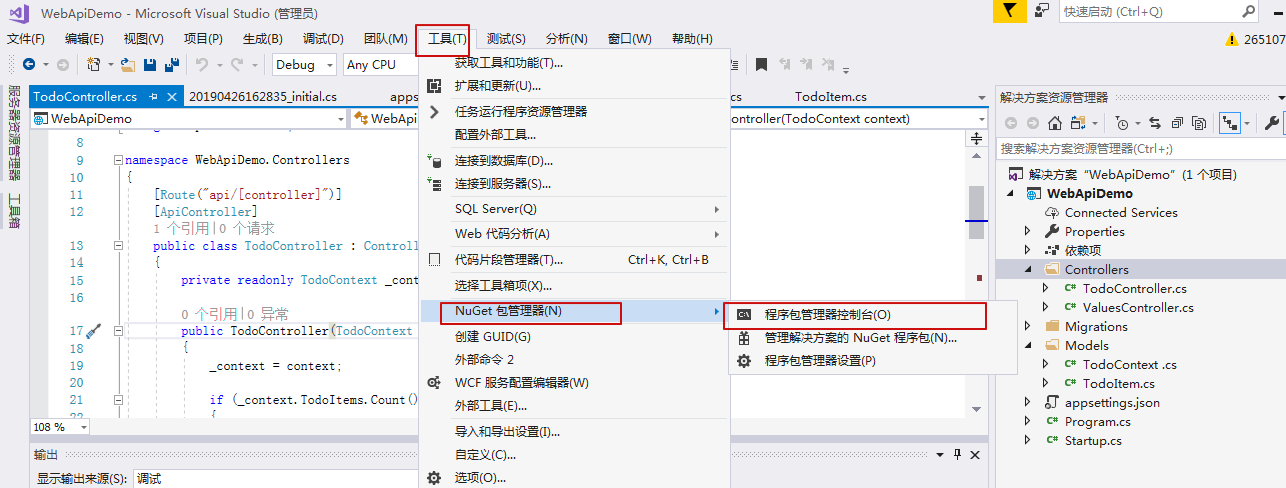 WebApiDemo - Microsoft Visual Studio (管理员)
快速启动 (Ctrl+Q)
文件(F) 编辑(E) 视图(V) 项目(P) 生成(B) 调试(D) 团队(M) 工具(T) 测试(S) 分析(N) 窗口(W) 帮助(H)
265107
Debug Any CPU
服务器资源管理器
工具箱
TodoController.cs 20190426162835_initial.cs apps
cs TodoItem.cs
WebApiDemo WebApi
ontroller(TodoContext context)
8
9 namespace WebApiDemo.Controllers
10 {
11 [Route("api/[controller]")]
12 [ApiController]
1 个引用|0 个请求
13 public class TodoController : Control
14 {
15 private readonly TodoContext _cont
16
0 个引用|0 异常
17 public TodoController(TodoContext
18 {
19 _context = context;
20
21 if (_context.TodoItems.Count()
22 {
108 %
输出
显示输出来源(S): 调试
获取工具和功能(T)...
扩展和更新(U)...
任务运行程序资源管理器
配置外部工具...
连接到数据库(D)...
连接到服务器(S)...
SQL Server(Q)
Web 代码分析(A)
代码片段管理器(T)... Ctrl+K, Ctrl+B
选择工具箱项(X)...
NuGet 包管理器(N)
创建 GUID(G)
外部命令 2
WCF 服务配置编辑器(W)
外部工具(E)...
导入和导出设置(I)...
自定义(C)...
选项(O)...
程序包管理器控制台(O)
管理解决方案的 NuGet 程序包(N)...
程序包管理器设置(P)
解决方案资源管理器
搜索解决方案资源管理器(Ctrl+;)
解决方案"WebApiDemo"(1 个项目)
WebApiDemo
Connected Services
Properties
依赖项
Controllers
TodoController.cs
ValuesController.cs
Migrations
Models
TodoContext .cs
TodoItem.cs
appsettings.json
Program.cs
Startup.cs